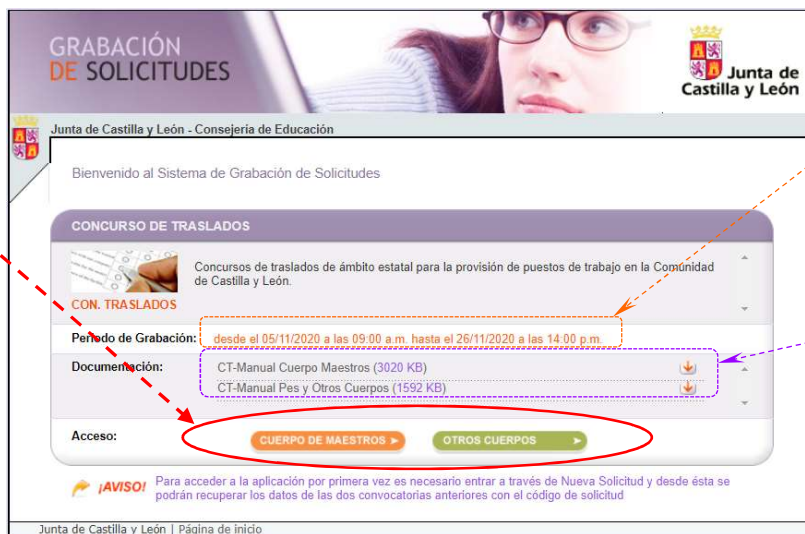 GRABACIÓN
DE SOLICITUDES
Junta de
Castilla y León
Junta de Castilla y León - Consejería de Educación
Bienvenido al Sistema de Grabación de Solicitudes
CONCURSO DE TRASLADOS
Concursos de traslados de ámbito estatal para la provisión de puestos de trabajo en la Comunidad
de Castilla y León.
CON. TRASLADOS
Periodo de Grabación: desde el 05/11/2020 a las 09:00 a.m. hasta el 26/11/2020 a las 14:00 p.m.
Documentación: CT-Manual Cuerpo Maestros (3020 KB)
CT-Manual Pes y Otros Cuerpos (1592 KB)
Acceso: CUERPO DE MAESTROS OTROS CUERPOS
¡AVISO! Para acceder a la aplicación por primera vez es necesario entrar a través de Nueva Solicitud y desde ésta se
podrán recuperar los datos de las dos convocatorias anteriores con el código de solicitud
Junta de Castilla y León | Página de inicio